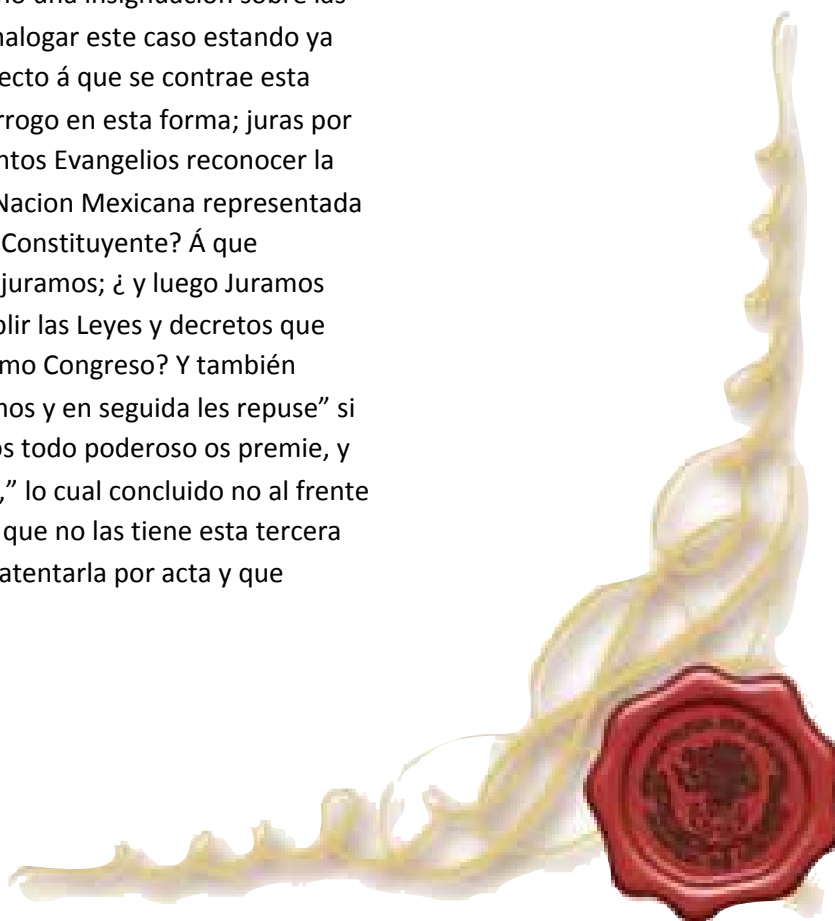 no una insignuación sobre las
nalogar este caso estando ya
ecto á que se contrae esta
rrogo en esta forma; juras por
ntos Evangelios reconocer la
Nacion Mexicana representada
Constituyente? Á que
juramos; ¿ y luego Juramos
plir las Leyes y decretos que
mo Congreso? Y también
nos y en seguida les repuse” si
os todo poderoso os premie, y
,” lo cual concluido no al frente
que no las tiene esta tercera
atentarla por acta y que